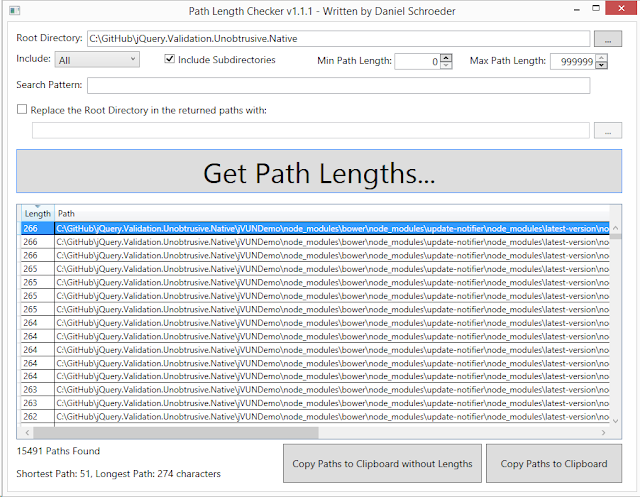 Path Length Checker v1.1.1 - Written by Daniel Schroeder
Root Directory: C:\GitHub\jQuery.Validation.Unobtrusive.Native ...
Include: All Include Subdirectories Min Path Length: 0 Max Path Length: 999999
Search Pattern:
Replace the Root Directory in the returned paths with:
...
Get Path Lengths...
Length Path
266 C:\GitHub\jQuery.Validation.Unobtrusive.Native\jVUNDemo\node_modules\bower\node_modules\update-notifier\node_modules\latest-version\no
266 C:\GitHub\jQuery.Validation.Unobtrusive.Native\jVUNDemo\node_modules\bower\node_modules\update-notifier\node_modules\latest-version\no
266 C:\GitHub\jQuery.Validation.Unobtrusive.Native\jVUNDemo\node_modules\bower\node_modules\update-notifier\node_modules\latest-version\no
265 C:\GitHub\jQuery.Validation.Unobtrusive.Native\jVUNDemo\node_modules\bower\node_modules\update-notifier\node_modules\latest-version\no
265 C:\GitHub\jQuery.Validation.Unobtrusive.Native\jVUNDemo\node_modules\bower\node_modules\update-notifier\node_modules\latest-version\no
265 C:\GitHub\jQuery.Validation.Unobtrusive.Native\jVUNDemo\node_modules\bower\node_modules\update-notifier\node_modules\latest-version\no
265 C:\GitHub\jQuery.Validation.Unobtrusive.Native\jVUNDemo\node_modules\bower\node_modules\update-notifier\node_modules\latest-version\no
264 C:\GitHub\jQuery.Validation.Unobtrusive.Native\jVUNDemo\node_modules\bower\node_modules\update-notifier\node_modules\latest-version\no
264 C:\GitHub\jQuery.Validation.Unobtrusive.Native\jVUNDemo\node_modules\bower\node_modules\update-notifier\node_modules\latest-version\no
264 C:\GitHub\jQuery.Validation.Unobtrusive.Native\jVUNDemo\node_modules\bower\node_modules\update-notifier\node_modules\latest-version\no
264 C:\GitHub\jQuery.Validation.Unobtrusive.Native\jVUNDemo\node_modules\bower\node_modules\update-notifier\node_modules\latest-version\no
264 C:\GitHub\jQuery.Validation.Unobtrusive.Native\jVUNDemo\node_modules\bower\node_modules\update-notifier\node_modules\latest-version\no
263 C:\GitHub\jQuery.Validation.Unobtrusive.Native\jVUNDemo\node_modules\bower\node_modules\update-notifier\node_modules\latest-version\no
263 C:\GitHub\jQuery.Validation.Unobtrusive.Native\jVUNDemo\node_modules\bower\node_modules\update-notifier\node_modules\latest-version\no
262 C:\GitHub\jQuery.Validation.Unobtrusive.Native\jVUNDemo\node_modules\bower\node_modules\update-notifier\node_modules\latest-version\no
15491 Paths Found
Shortest Path: 51, Longest Path: 274 characters
Copy Paths to Clipboard without Lengths Copy Paths to Clipboard